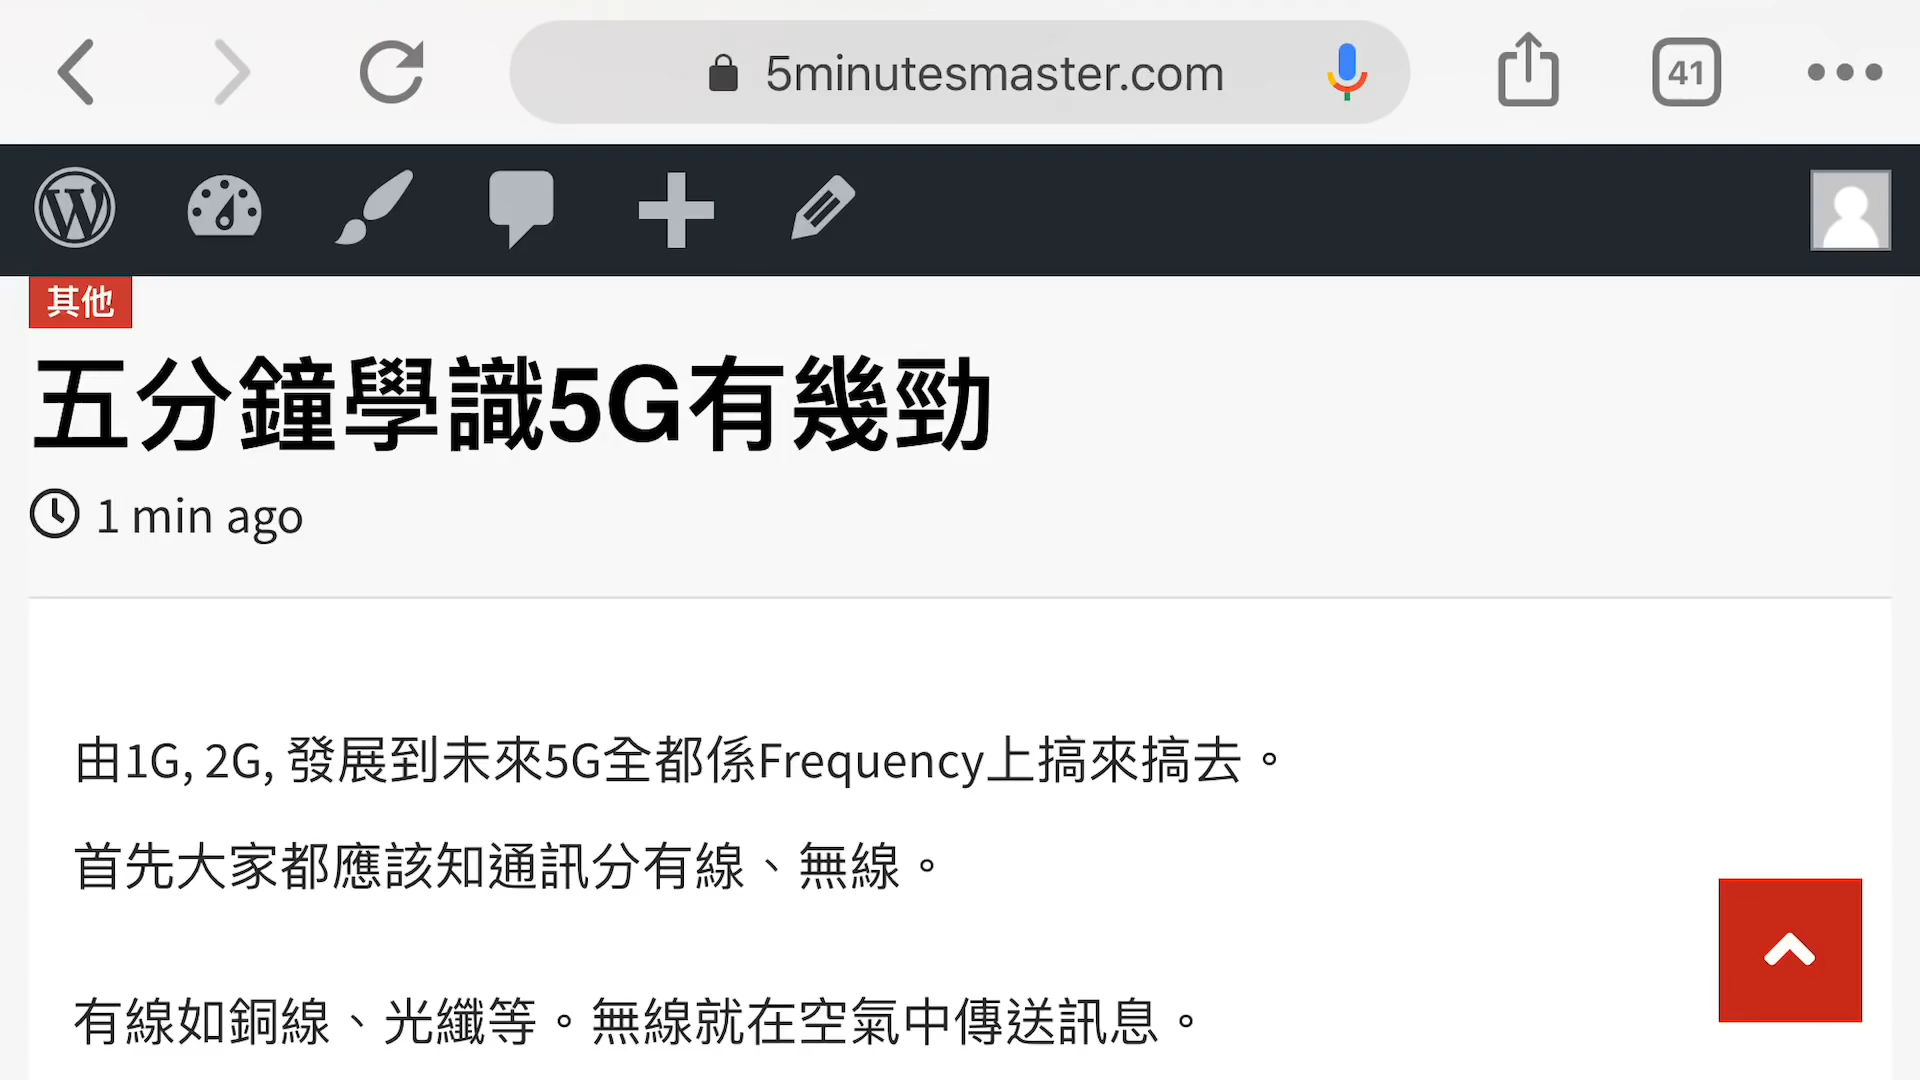 5minutesmaster.com
41
其他
五分鐘學識5G有幾勁
1 min ago
由1G, 2G, 發展到未來5G全都係Frequency上搞來搞去。
首先大家都應該知通訊分有線、無線。
有線如銅線、光纖等。無線就在空氣中傳送訊息。